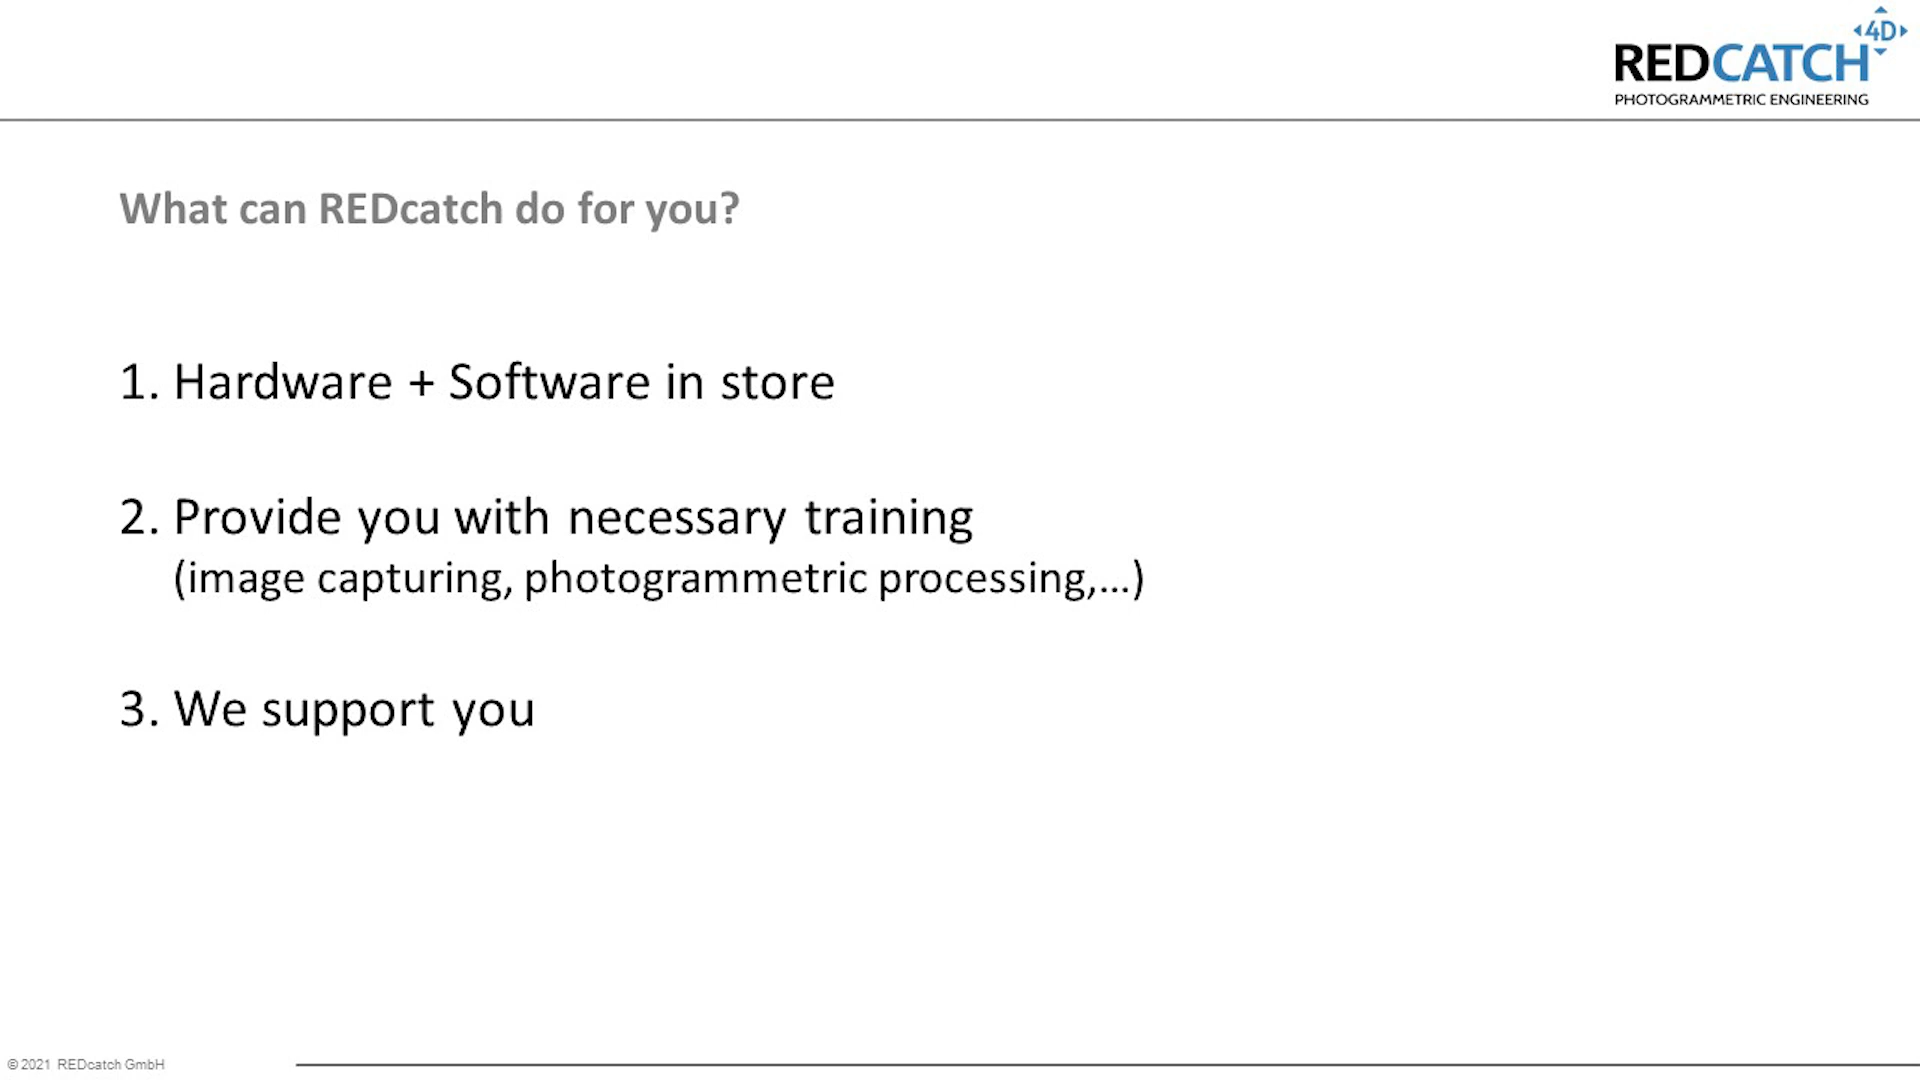 4D
REDCATCH
PHOTOGRAMMETRIC ENGINEERING
What can REDcatch do for you?
1. Hardware + Software in store
2. Provide you with necessary training
(image capturing, photogrammetric processing,...)
3. We support you
© 2021 REDcatch GmbH